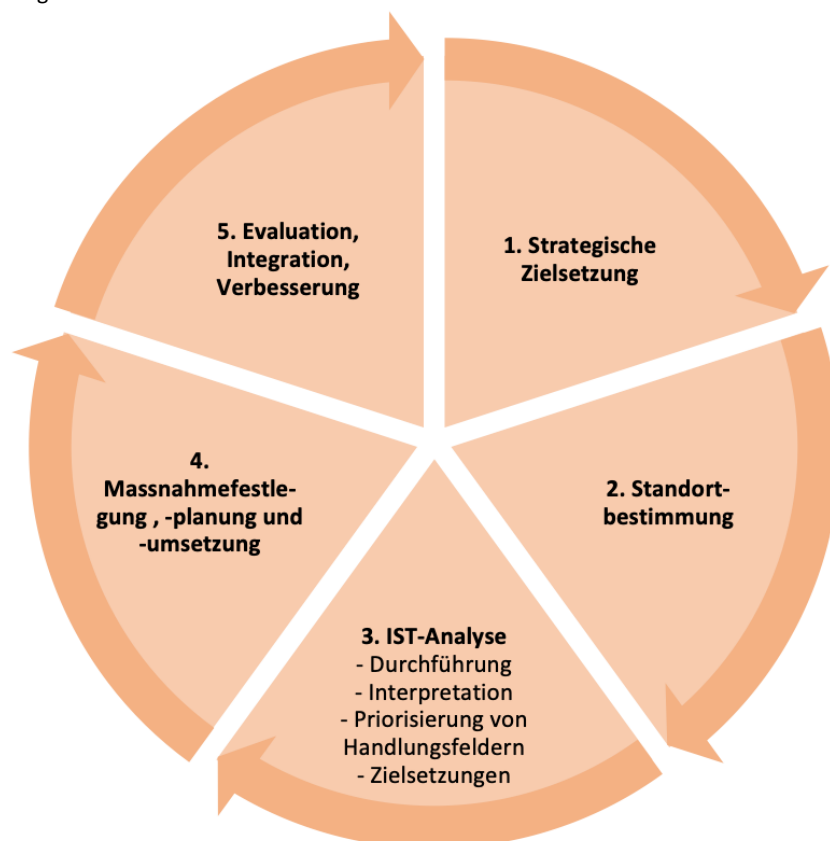 g
1. Strategische
Zielsetzung
2. Standort-
bestimmung
3. IST-Analyse
- Durchführung
- Interpretation
- Priorisierung von
Handlungsfeldern
- Zielsetzungen
4.
Massnahmefestle-
gung , -planung und
-umsetzung
5. Evaluation,
Integration,
Verbesserung